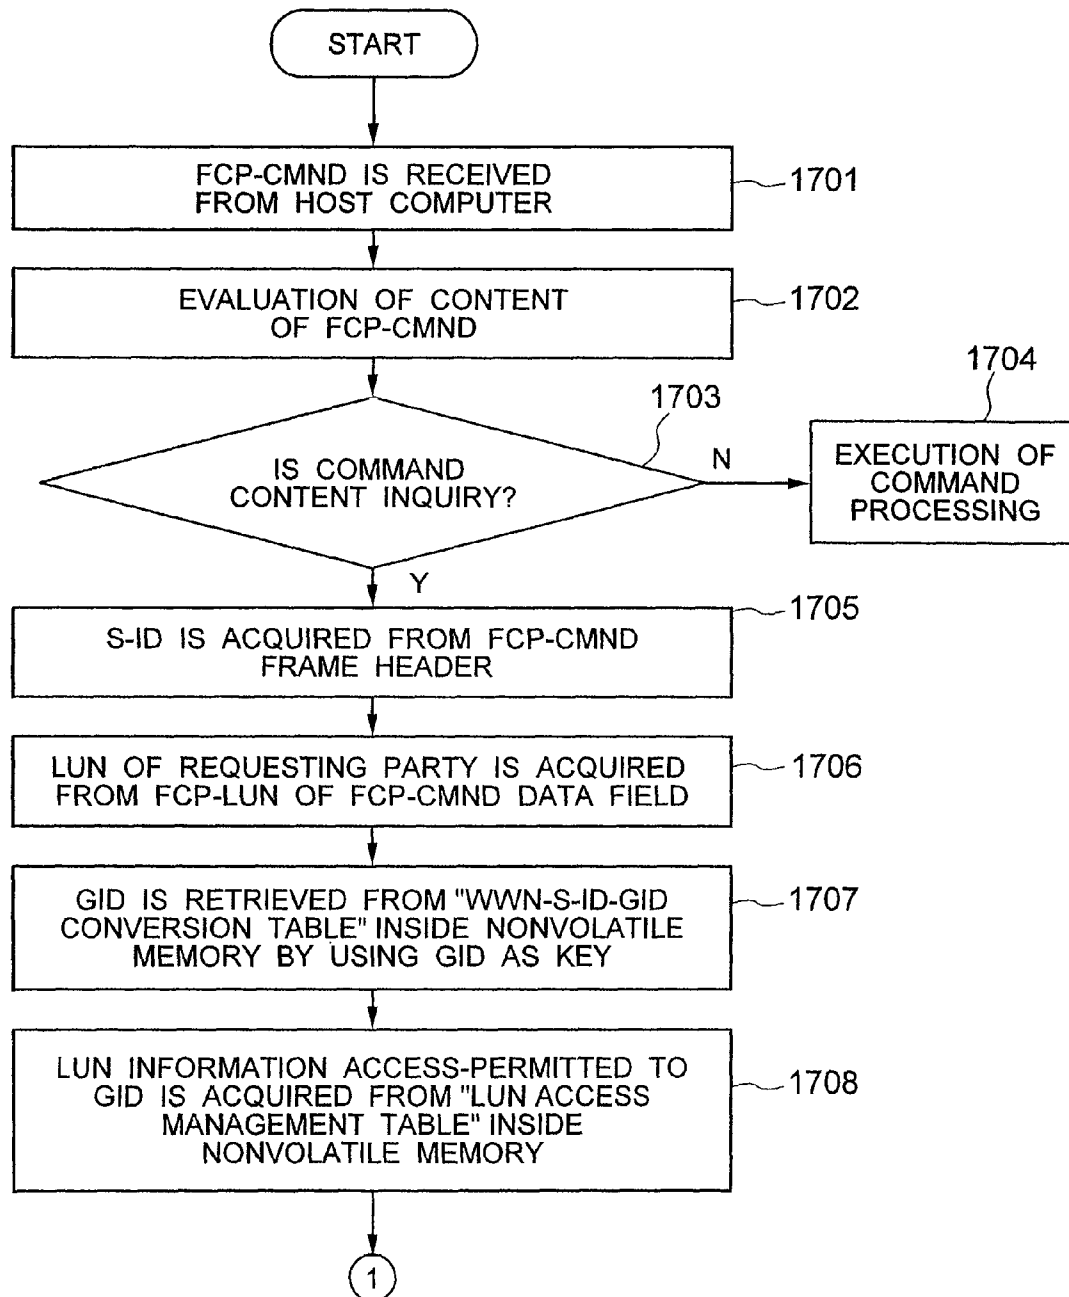 START
FCP-CMND IS RECEIVED
FROM HOST COMPUTER
1701
EVALUATION OF CONTENT
OF FCP-CMND
1702
1703
IS COMMAND
CONTENT INQUIRY?
N
1704
EXECUTION OF
COMMAND
PROCESSING
Y
S-ID IS ACQUIRED FROM FCP-CMND
FRAME HEADER
1705
LUN OF REQUESTING PARTY IS ACQUIRED
FROM FCP-LUN OF FCP-CMND DATA FIELD
1706
GID IS RETRIEVED FROM "WWN-S-ID-GID
CONVERSION TABLE" INSIDE NONVOLATILE
MEMORY BY USING GID AS KEY
1707
LUN INFORMATION ACCESS-PERMITTED TO
GID IS ACQUIRED FROM "LUN ACCESS
MANAGEMENT TABLE" INSIDE
NONVOLATILE MEMORY
1708
1